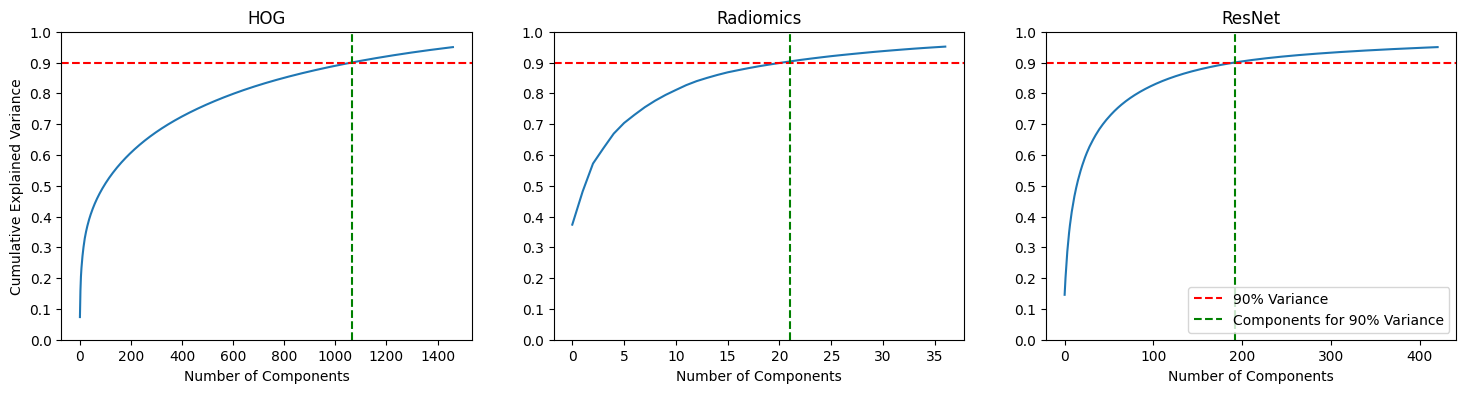 HOG
Cumulative Explained Variance
1.0
0.9
0.8
0.7
0.6
0.5
0.4
0.3
0.2
0.1
0.0
0 200 400 600 800 1000 1200 1400
Number of Components
Radiomics
1.0
0.9
0.8
0.7
0.6
0.5
0.4
0.3
0.2
0.1
0.0
0 5 10 15 20 25 30 35
Number of Components
ResNet
1.0
0.9
0.8
0.7
0.6
0.5
0.4
0.3
0.2
0.1
0.0
90% Variance
Components for 90% Variance
0 100 200 300 400
Number of Components